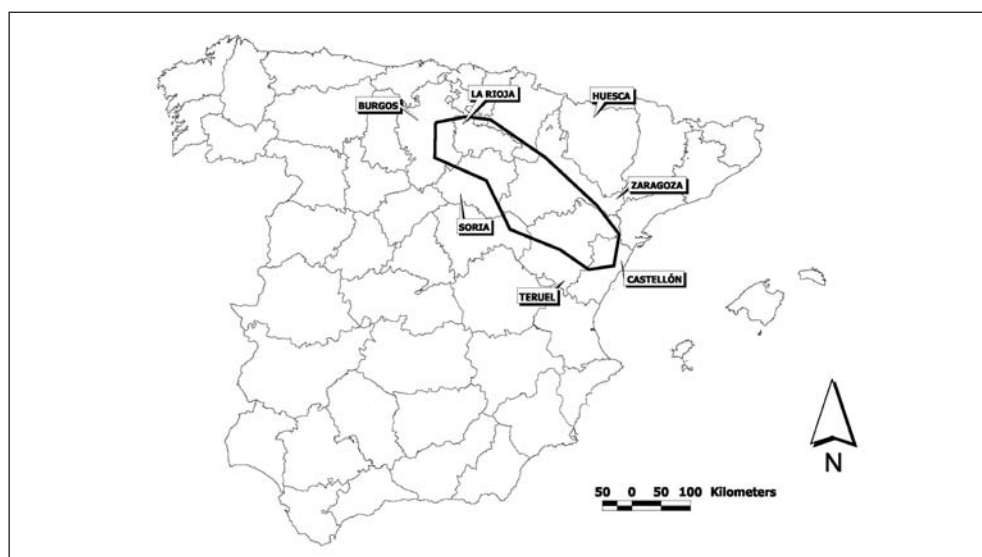 LA RIOJA
HUESCA
BURGOS
ZARAGOZA
SORIA
CASTELLÓN
TERUEL
N
50 0 50 100 Kilometers